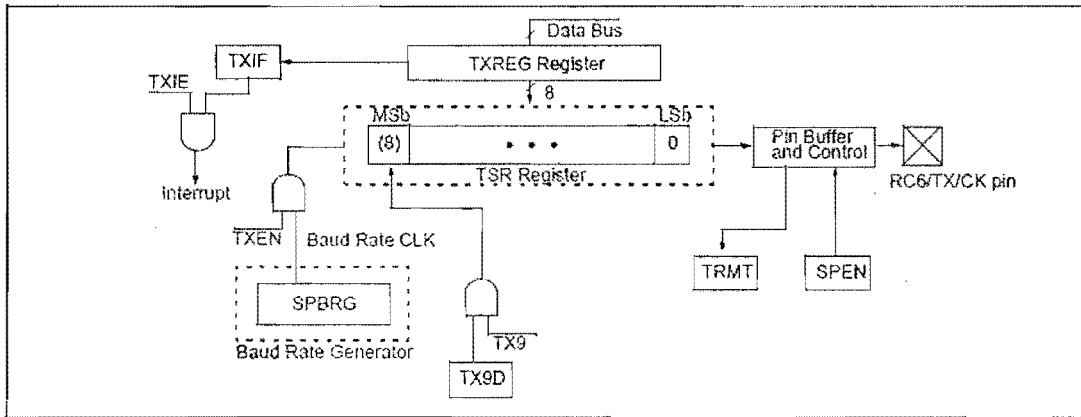 Data Bus
TXIF
TXREG Register
TXIE
8
MSb
LSb
(8)
• • •
0
Pin Buffer
and Control
TSR Register
Interrupt
RC6/TX/CK pin
TXEN
Baud Rate CLK
TRMT
SPEN
SPBRG
TX9
Baud Rate Generator
TX9D